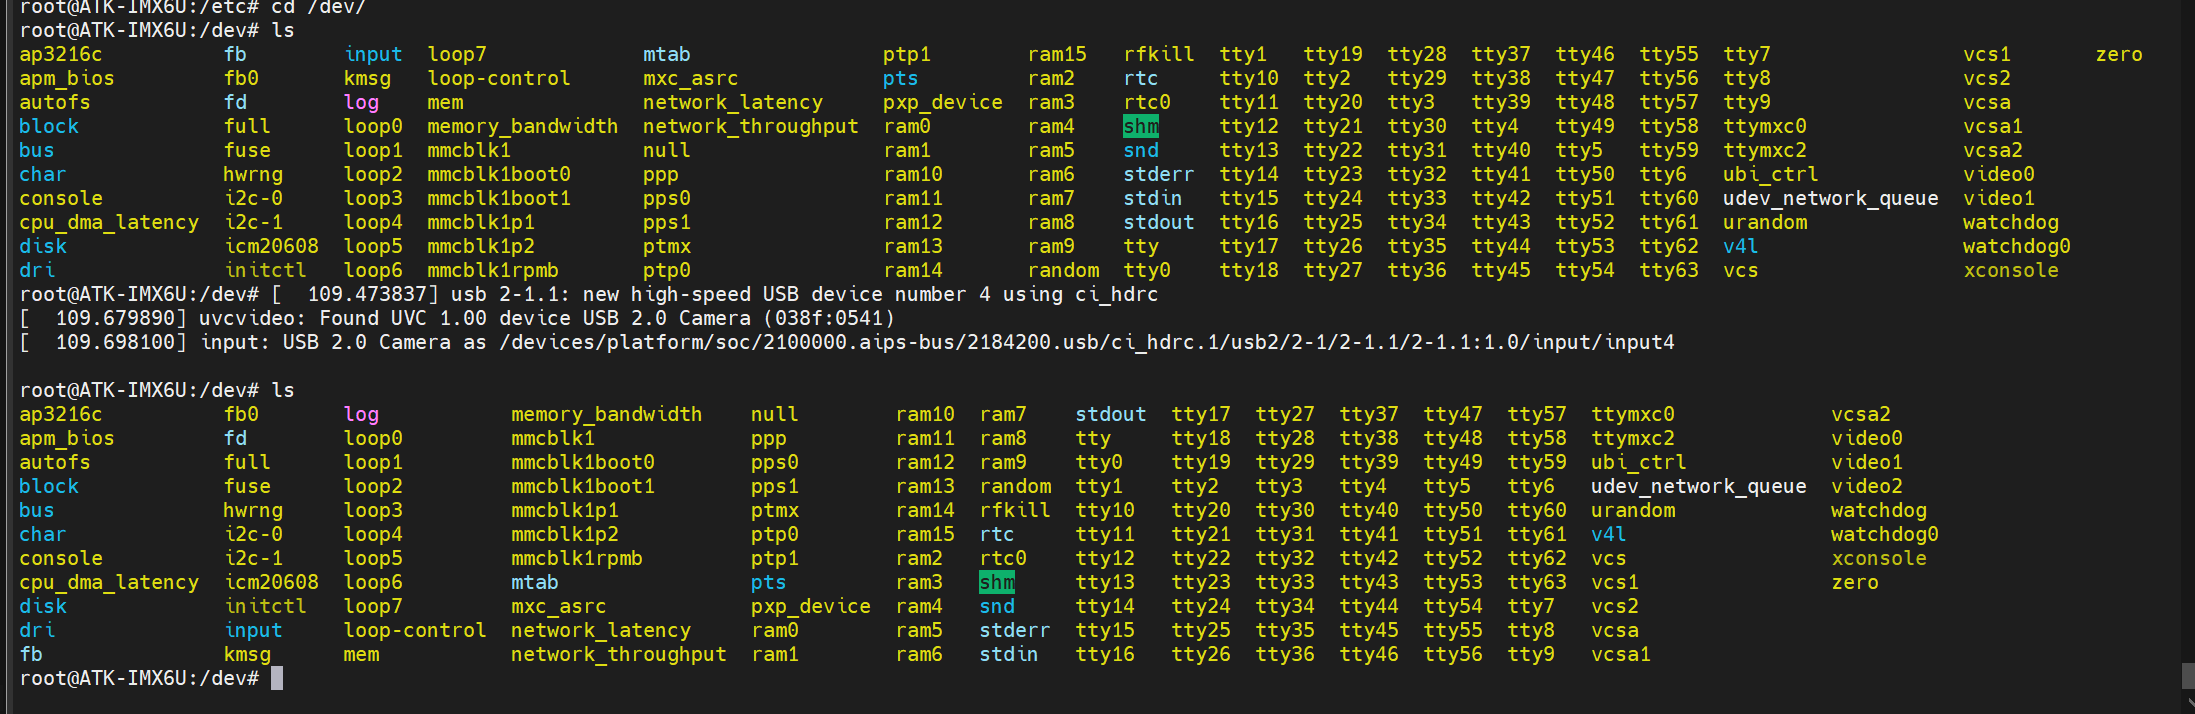 root@ATK-IMX6U:/etc# cd /dev/
root@ATK-IMX6U:/dev# ls
ap3216c fb input loop7 mtab ptp1 ram15 rfkill tty1 tty19 tty28 tty37 tty46 tty55 tty7 vcs1 zero
apm_bios fb0 kmsg loop-control mxc_asrc pts ram2 rtc tty10 tty2 tty29 tty38 tty47 tty56 tty8 vcs2
autofs fd log mem network_latency pxp_device ram3 rtc0 tty11 tty20 tty3 tty39 tty48 tty57 tty9 vcsa
block full loop0 memory_bandwidth network_throughput ram0 ram4 shm tty12 tty21 tty30 tty4 tty49 tty58 ttymxc0 vcsa1
bus fuse loop1 mmcblk1 null ram1 ram5 snd tty13 tty22 tty31 tty40 tty5 tty59 ttymxc2 vcsa2
char hwrng loop2 mmcblk1boot0 ppp ram10 ram6 stderr tty14 tty23 tty32 tty41 tty50 tty6 ubi_ctrl video0
console i2c-0 loop3 mmcblk1boot1 pps0 ram11 ram7 stdin tty15 tty24 tty33 tty42 tty51 tty60 udev_network_queue video1
cpu_dma_latency i2c-1 loop4 mmcblk1p1 pps1 ram12 ram8 stdout tty16 tty25 tty34 tty43 tty52 tty61 urandom watchdog
disk icm20608 loop5 mmcblk1p2 ptmx ram13 ram9 tty tty17 tty26 tty35 tty44 tty53 tty62 v4l watchdog0
dri initctl loop6 mmcblk1rpmb ptp0 ram14 random tty0 tty18 tty27 tty36 tty45 tty54 tty63 vcs xconsole
root@ATK-IMX6U:/dev# [  109.473837] usb 2-1.1: new high-speed USB device number 4 using ci_hdrc
[  109.679890] uvcvideo: Found UVC 1.00 device USB 2.0 Camera (038f:0541)
[  109.698100] input: USB 2.0 Camera as /devices/platform/soc/2100000.aips-bus/2184200.usb/ci_hdrc.1/usb2/2-1/2-1.1/2-1.1:1.0/input/input4
root@ATK-IMX6U:/dev# ls
ap3216c fb0 log memory_bandwidth null ram10 ram7 stdout tty17 tty27 tty37 tty47 tty57 ttymxc0 vcsa2
apm_bios fd loop0 mmcblk1 ppp ram11 ram8 tty tty18 tty28 tty38 tty48 tty58 ttymxc2 video0
autofs full loop1 mmcblk1boot0 pps0 ram12 ram9 tty0 tty19 tty29 tty39 tty49 tty59 ubi_ctrl video1
block fuse loop2 mmcblk1boot1 pps1 ram13 random tty1 tty2 tty3 tty4 tty5 tty6 udev_network_queue video2
bus hwrng loop3 mmcblk1p1 ptmx ram14 rfkill tty10 tty20 tty30 tty40 tty50 tty60 urandom watchdog
char i2c-0 loop4 mmcblk1p2 ptp0 ram15 rtc tty11 tty21 tty31 tty41 tty51 tty61 v4l watchdog0
console i2c-1 loop5 mmcblk1rpmb ptp1 ram2 rtc0 tty12 tty22 tty32 tty42 tty52 tty62 vcs xconsole
cpu_dma_latency icm20608 loop6 mtab pts ram3 shm tty13 tty23 tty33 tty43 tty53 tty63 vcs1 zero
disk initctl loop7 mxc_asrc pxp_device ram4 snd tty14 tty24 tty34 tty44 tty54 tty7 vcs2
dri input loop-control network_latency ram0 ram5 stderr tty15 tty25 tty35 tty45 tty55 tty8 vcsa
fb kmsg mem network_throughput ram1 ram6 stdin tty16 tty26 tty36 tty46 tty56 tty9 vcsa1
root@ATK-IMX6U:/dev#